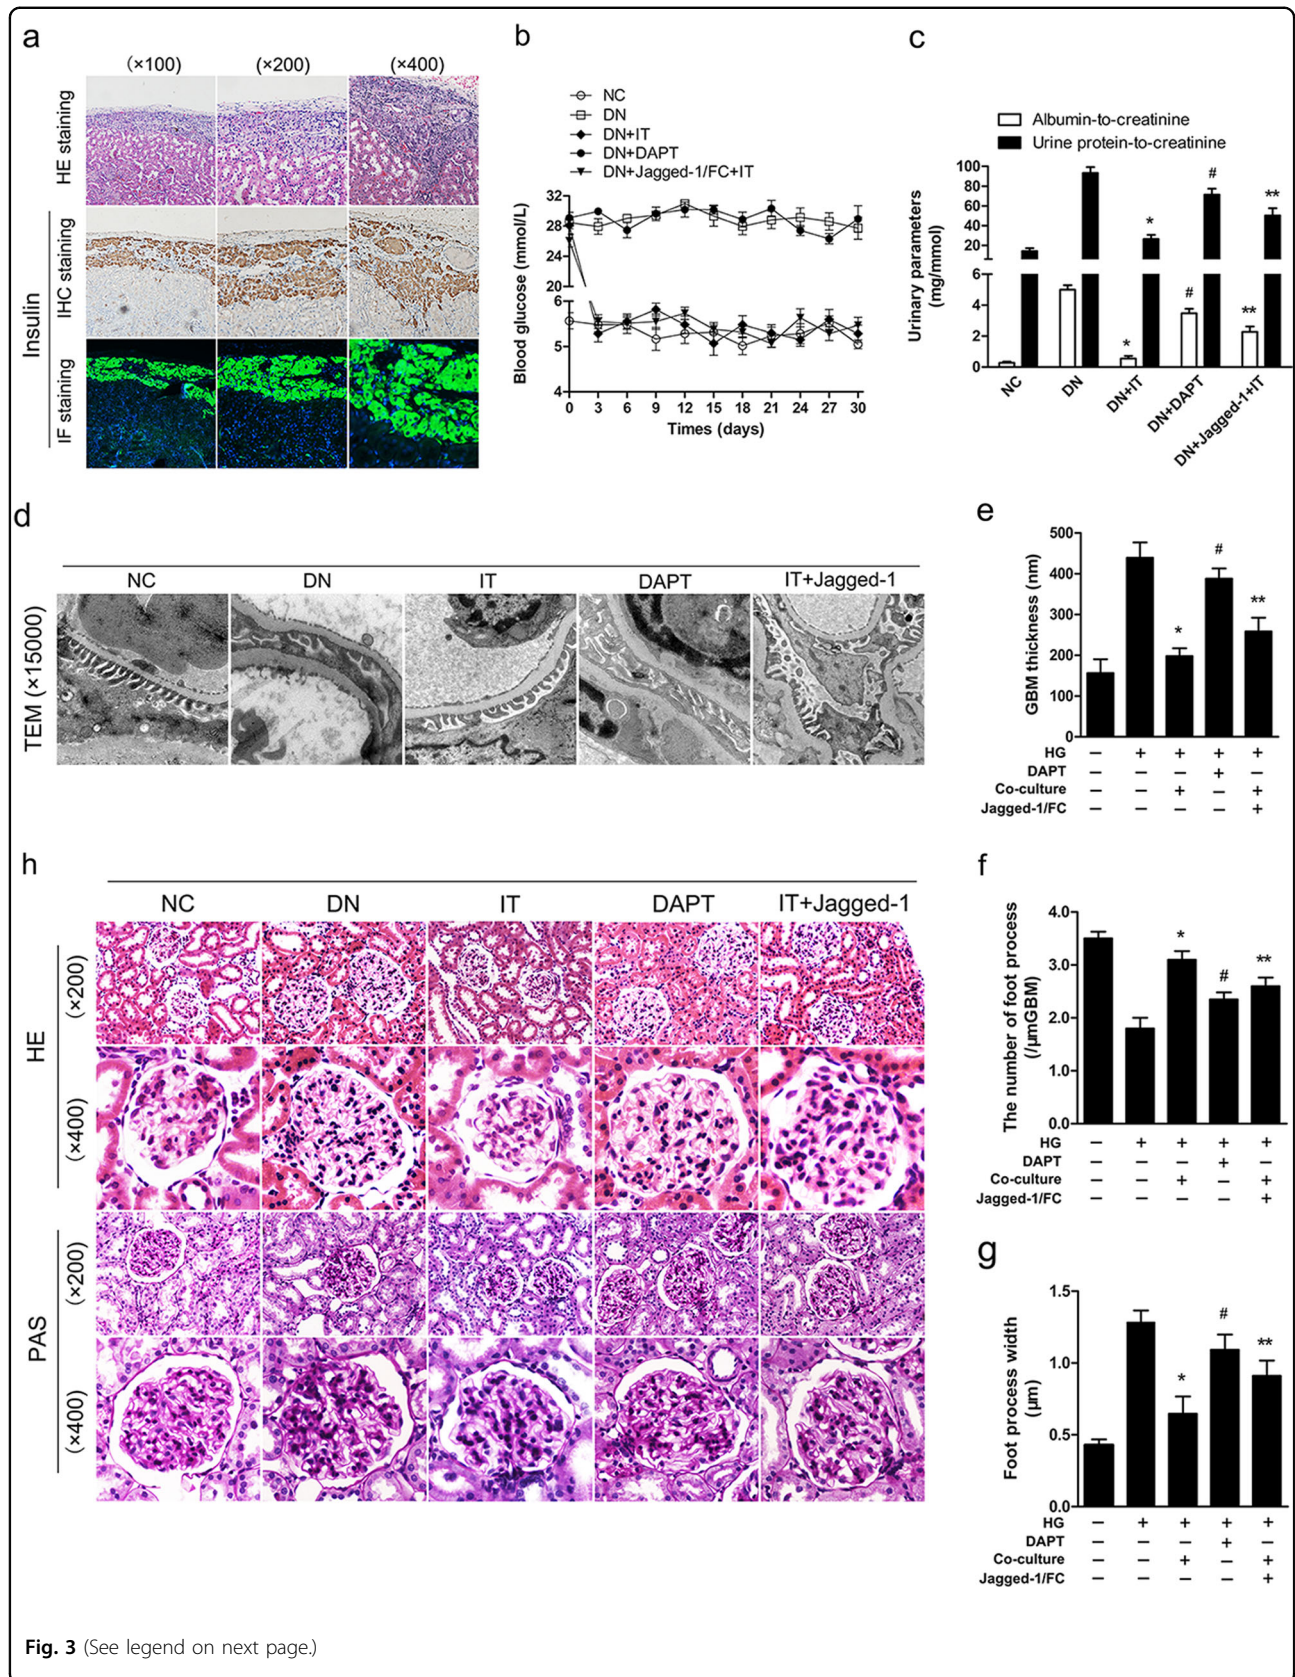 a
(×100) (×200) (×400)
HE staining
Insulin
IHC staining
IF staining
b
NC
DN
DN+IT
DN+DAPT
DN+Jagged-1/FC+IT
Blood glucose (mmol/L)
32
28
24
20
6
5
4
0 3 6 9 12 15 18 21 24 27 30
Times (days)
c
Albumin-to-creatinine
Urine protein-to-creatinine
Urinary parameters
(mg/mmol)
100
80
60
40
20
6
4
2
0
* * # # ** **
NC DN DN+IT DN+DAPT DN+Jagged-1+IT
d
NC DN IT DAPT IT+Jagged-1
TEM (×15000)
e
GBM thickness (nm)
500
400
300
200
100
0
* # **
HG – + + + +
DAPT – – – + –
Co-culture – – + – +
Jagged-1/FC – – – – +
h
NC DN IT DAPT IT+Jagged-1
HE
(×200)
(×400)
PAS
(×200)
(×400)
f
The number of foot process
(/μmGBM)
4.0
3.0
2.0
1.0
0.0
* # **
HG – + + + +
DAPT – – – + –
Co-culture – – + – +
Jagged-1/FC – – – – +
g
Foot process width
(μm)
1.5
1.0
0.5
0.0
* # **
HG – + + + +
DAPT – – – + –
Co-culture – – + – +
Jagged-1/FC – – – – +
Fig. 3 (See legend on next page.)